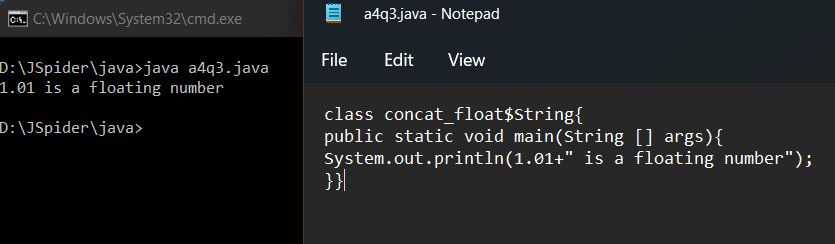 C:\Windows\System32\cmd.exe
D:\JSpider\java>java a4q3.java
1.01 is a floating number
D:\JSpider\java>
a4q3.java - Notepad
File Edit View
class concat_float$String{
public static void main(String [] args){
System.out.println(1.01+" is a floating number");
}}